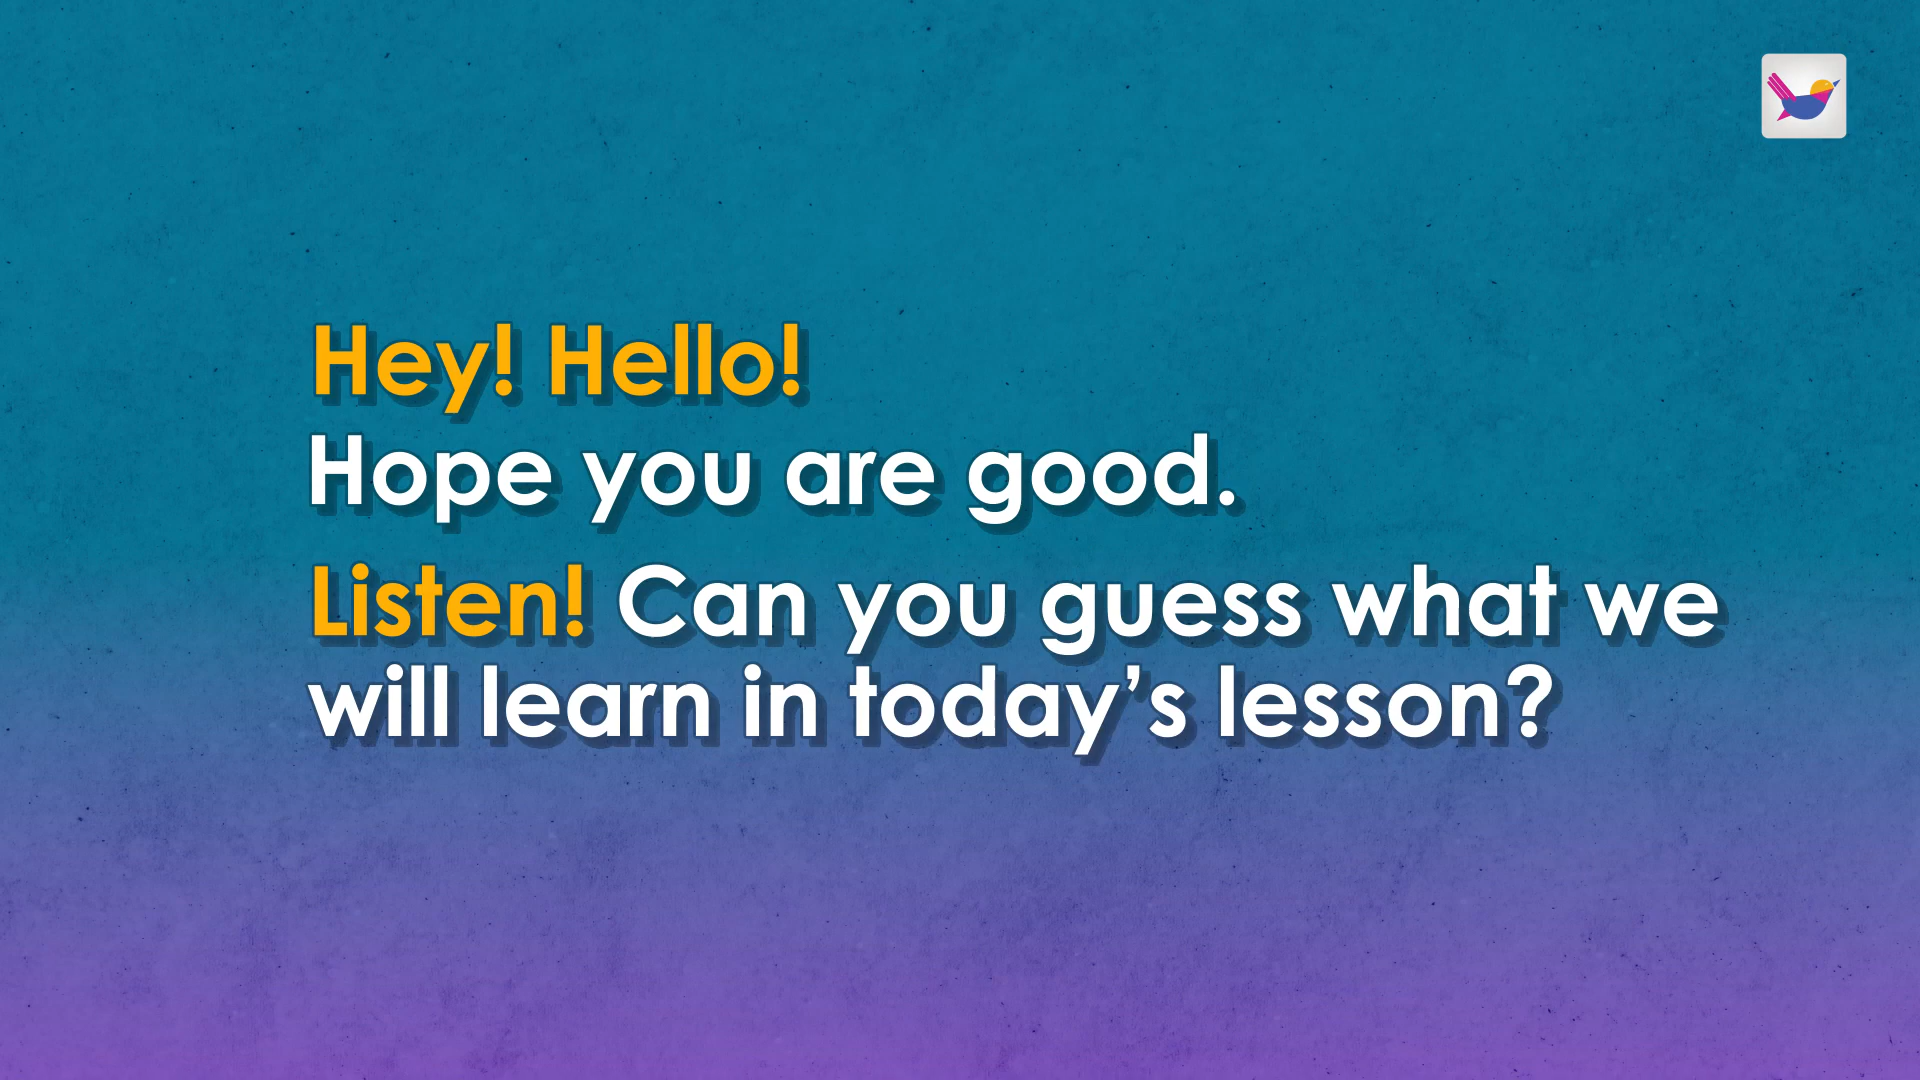 Hey! Hello!
Hope you are good.
Listen! Can you guess what we
will learn in today’s lesson?